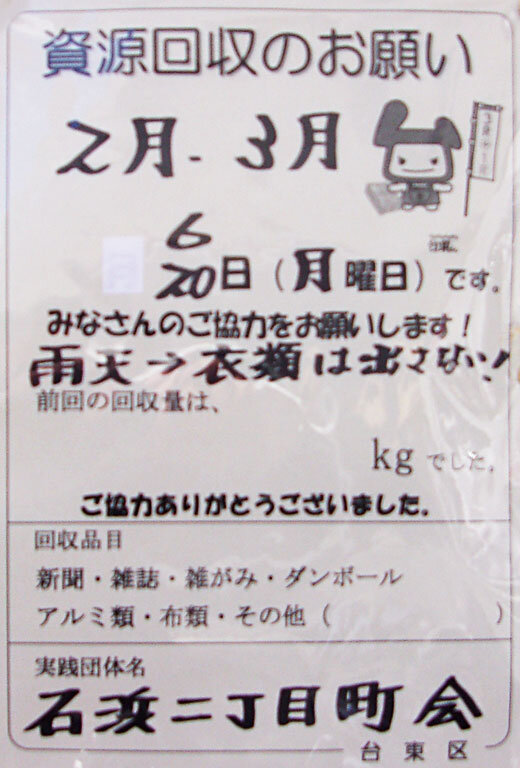 資源回収のお願い
2月-3月
6
20日(月曜日)です。
みなさんのご協力をお願いします!
雨天→衣類は出さない!
前回の回収量は、
kgでした。
ご協力ありがとうございました。
回収品目
新聞・雑誌・雑がみ・ダンボール
アルミ類・布類・その他( )
実践団体名
石浜二丁目町会
台東区